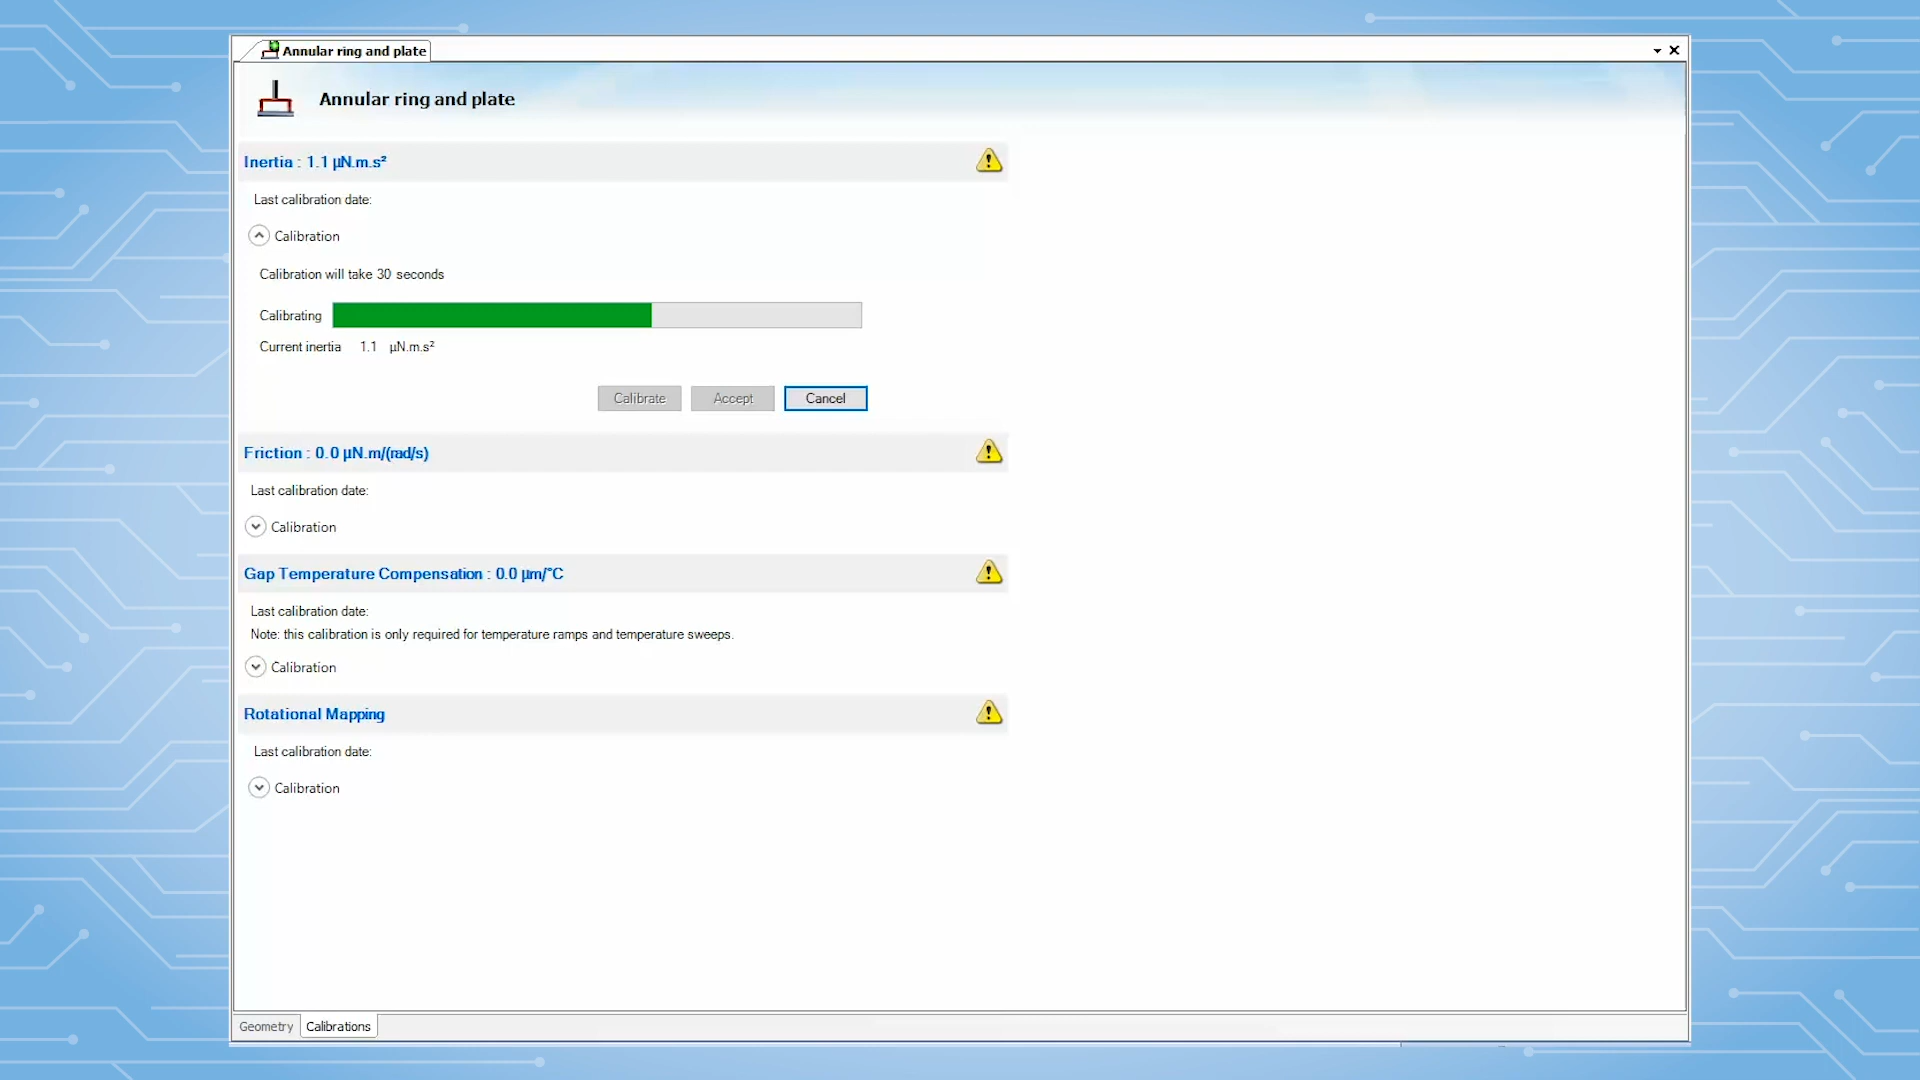 Annular ring and plate
Annular ring and plate
Inertia : 1.1 µN.m.s²
Last calibration date:
Calibration
Calibration will take 30 seconds
Calibrating
Current inertia 1.1 µN.m.s²
Calibrate Accept Cancel
Friction : 0.0 µN.m/(rad/s)
Last calibration date:
Calibration
Gap Temperature Compensation : 0.0 µm/°C
Last calibration date:
Note: this calibration is only required for temperature ramps and temperature sweeps.
Calibration
Rotational Mapping
Last calibration date:
Calibration
Geometry Calibrations